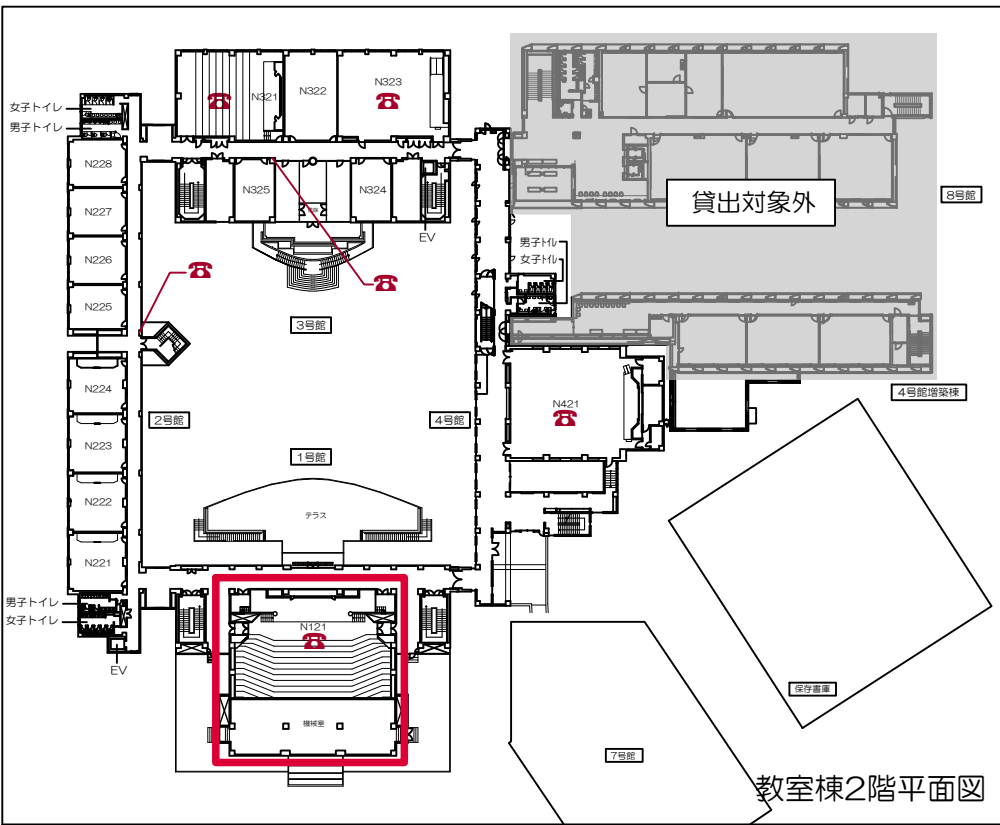 N321
N322
N323
女子トイレ
男子トイレ
N228
N227
N226
N225
N325
N324
EV
貸出対象外
8号館
男子トイレ
女子トイレ
3号館
N224
N223
N222
N221
2号館
4号館
N421
4号館増築棟
1号館
テラス
男子トイレ
女子トイレ
EV
N121
機械室
保存書庫
7号館
教室棟2階平面図